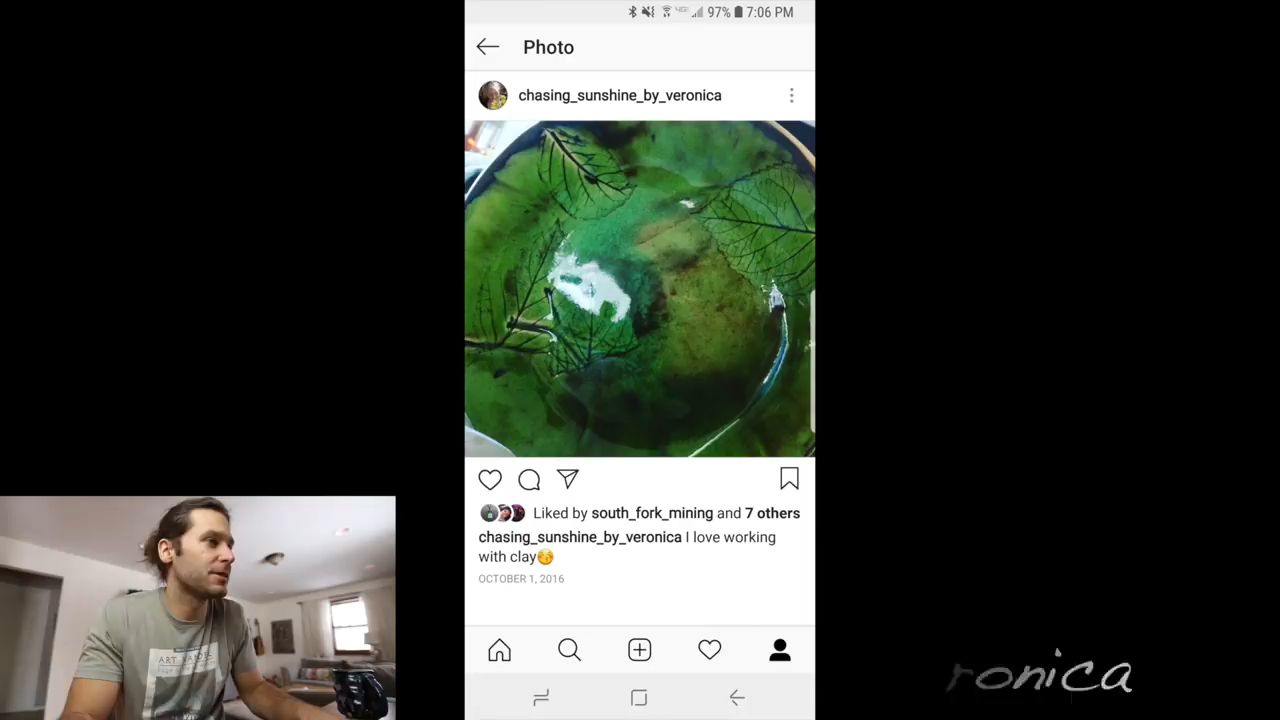 97% 7:06 PM
Photo
chasing_sunshine_by_veronica
Liked by south_fork_mining and 7 others
chasing_sunshine_by_veronica I love working
with clay
OCTOBER 1, 2016
ART
ronica